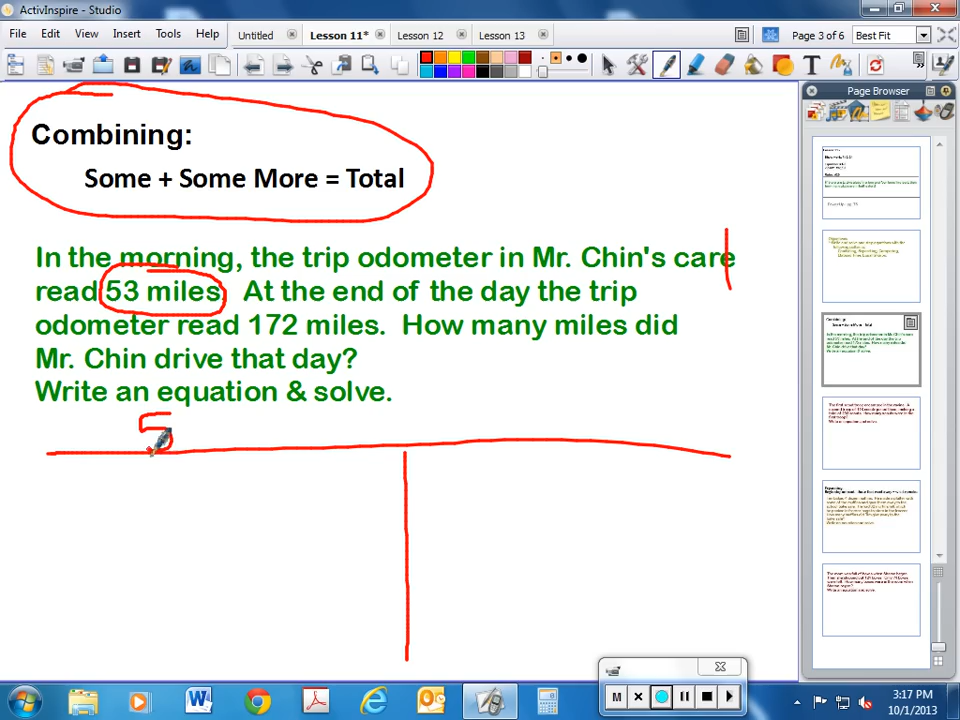 ActivInspire - Studio
File Edit View Insert Tools Help Untitled Lesson 11* Lesson 12 Lesson 13 Page 3 of 6 Best Fit
Page Browser
Combining:
Some + Some More = Total
In the morning, the trip odometer in Mr. Chin's care
read 53 miles. At the end of the day the trip
odometer read 172 miles. How many miles did
Mr. Chin drive that day?
Write an equation & solve.
5
M
3:17 PM
10/1/2013